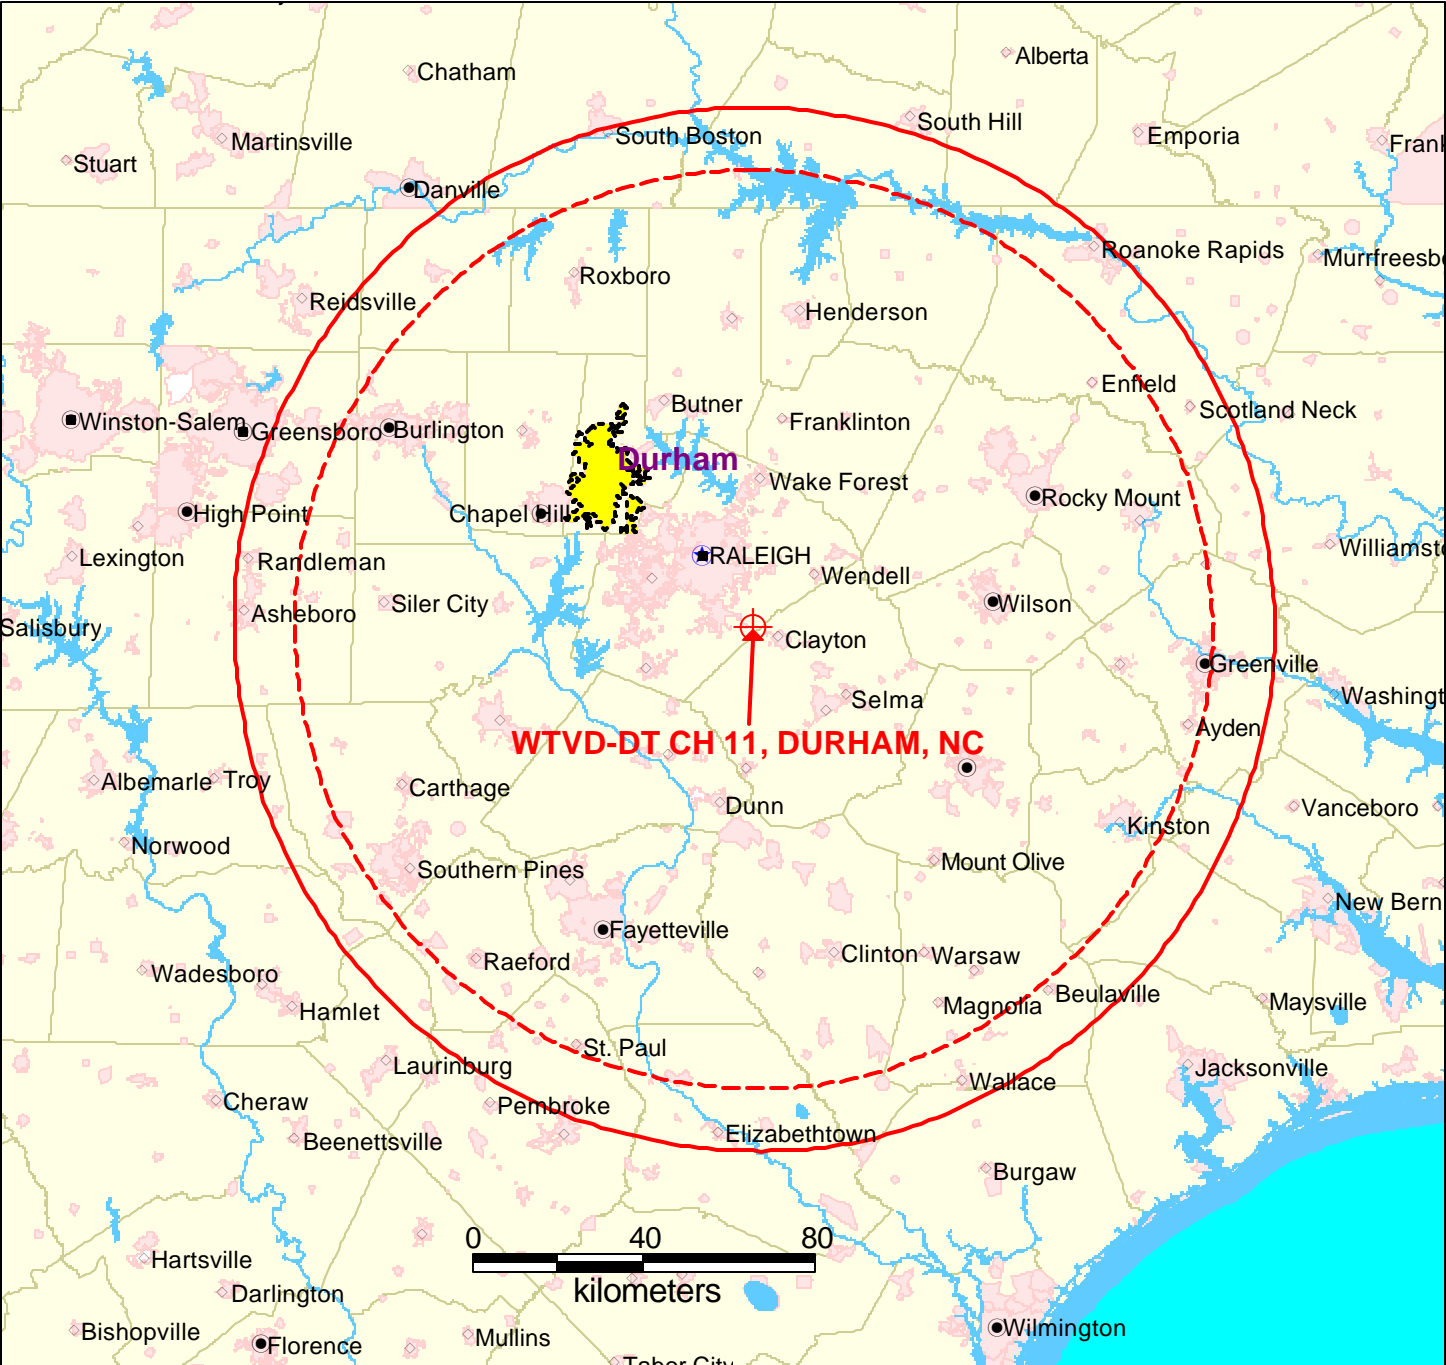 Alberta
Chatham
South Hill
Emporia
South Boston
Martinsville
Frank
Stuart
Danville
Roanoke Rapids
Murrfreesbo
Roxboro
Reidsville
Henderson
Enfield
Butner
Scotland Neck
Winston-Salem
Greensboro
Burlington
Franklinton
Durham
Wake Forest
Rocky Mount
High Point
Chapel Hill
Williamsto
Lexington
Randleman
RALEIGH
Wendell
Siler City
Wilson
Asheboro
Salisbury
Clayton
Greenville
Selma
Washingt
Ayden
WTVD-DT CH 11, DURHAM, NC
Albemarle
Troy
Carthage
Dunn
Vanceboro
Kinston
Norwood
Southern Pines
Mount Olive
New Bern
Fayetteville
Clinton
Warsaw
Raeford
Wadesboro
Beulaville
Magnolia
Maysville
Hamlet
St. Paul
Laurinburg
Jacksonville
Wallace
Cheraw
Pembroke
Elizabethtown
Beenettsville
Burgaw
0 40 80
kilometers
Hartsville
Darlington
Bishopville
Florence
Mullins
Wilmington
Tabor City